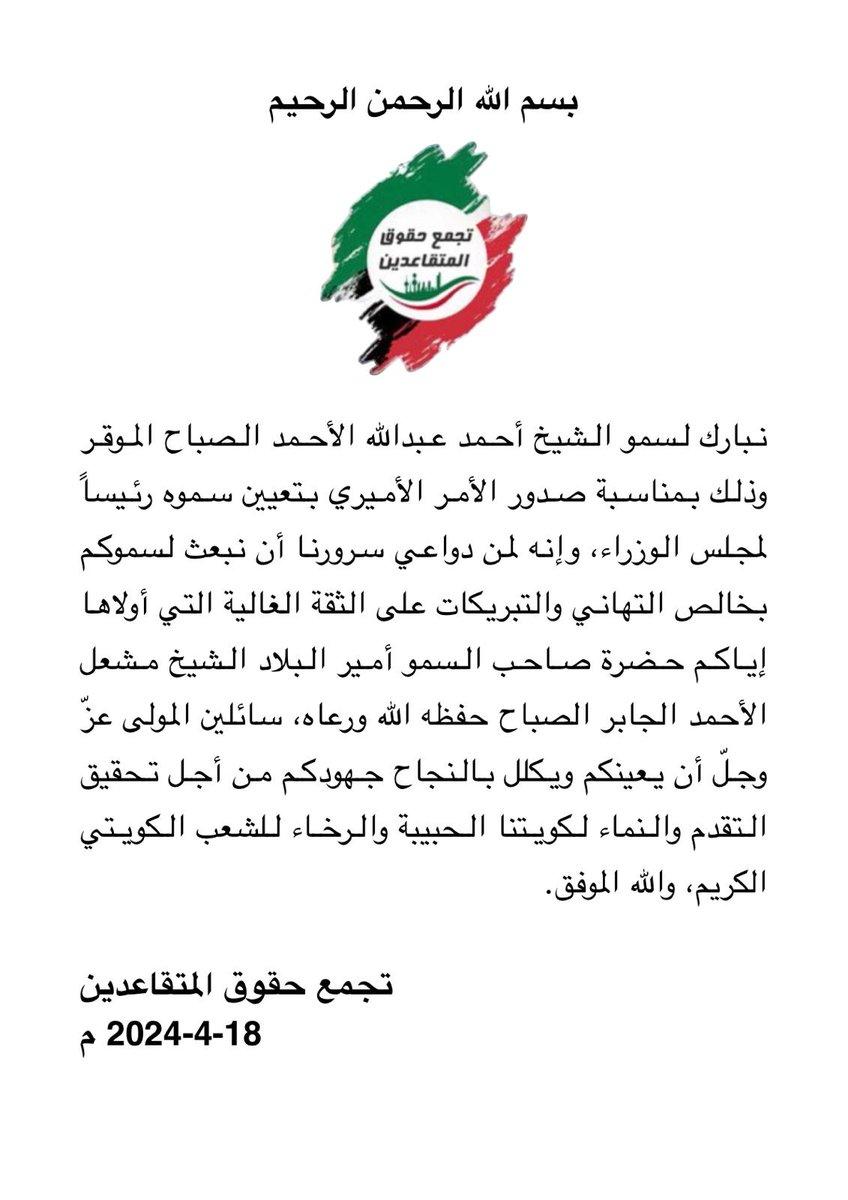 بسم الله الرحمن الرحيم
تجمع حقوق
المتقاعدين
نبارك لسمو الشيخ أحمد عبدالله الأحمد الصباح الموقر
وذلك بمناسبة صدور الأمر الأميري بتعيين سموه رئيساً
لمجلس الوزراء، وإنه لمن دواعي سرورنا أن نبعث لسموكم
بخالص التهاني والتبريكات على الثقة الغالية التي أولاها
إياكم حضرة صاحب السمو أمير البلاد الشيخ مشعل
الأحمد الجابر الصباح حفظه الله ورعاه، سائلين المولى عزّ
وجلّ أن يعينكم ويكلل بالنجاح جهودكم من أجل تحقيق
التقدم والنماء لكويتنا الحبيبة والرخاء للشعب الكويتي
الكريم، والله الموفق.
تجمع حقوق المتقاعدين
18-4-2024 م